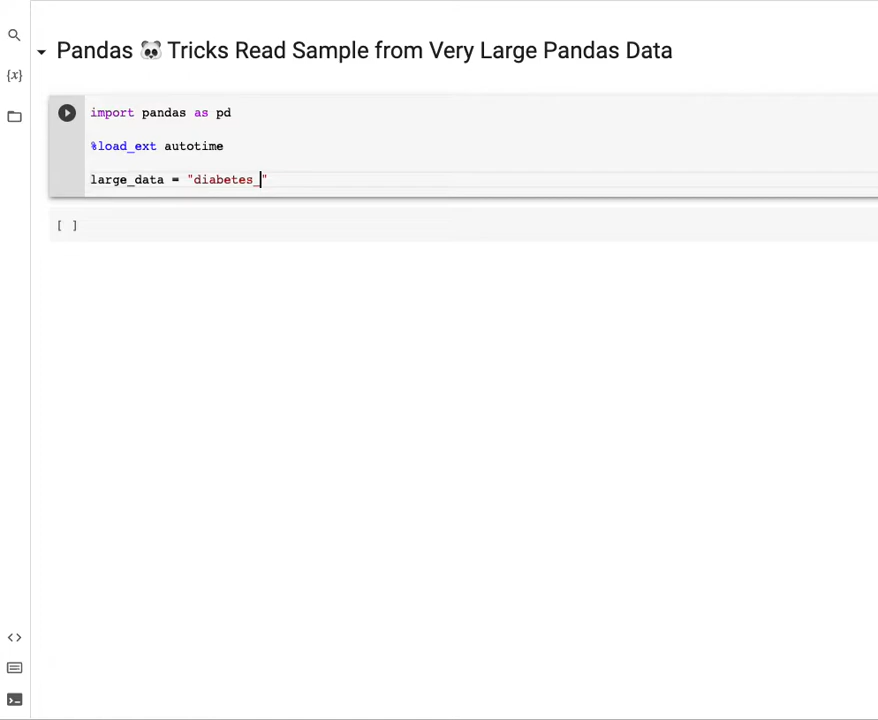 Pandas 🐼 Tricks Read Sample from Very Large Pandas Data
{x}
import pandas as pd
%load_ext autotime
large_data = "diabetes_"
[ ]
<>